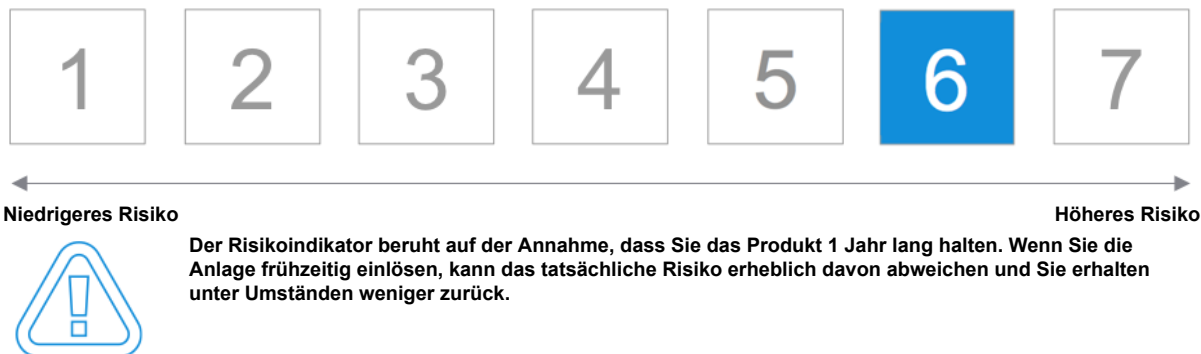 1 2 3 4 5 6 7
Niedrigeres Risiko Höheres Risiko
Der Risikoindikator beruht auf der Annahme, dass Sie das Produkt 1 Jahr lang halten. Wenn Sie die
Anlage frühzeitig einlösen, kann das tatsächliche Risiko erheblich davon abweichen und Sie erhalten
unter Umständen weniger zurück.